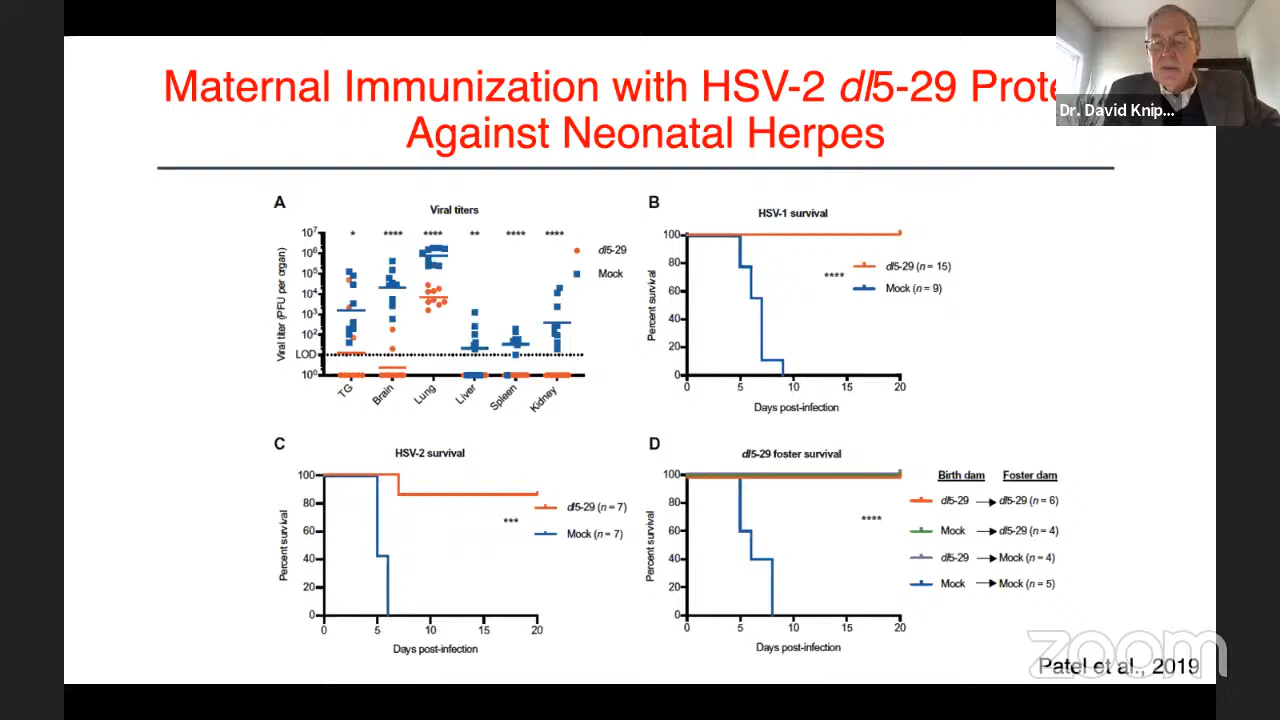 Maternal Immunization with HSV-2 dl5-29 Prote
Against Neonatal Herpes
Dr. David Knip...
A
Viral titers
* **** **** ** **** ****
Viral titer (PFU per organ)
10⁷
10⁶
10⁵
10⁴
10³
10²
LOD
10⁰
TG Brain Lung Liver Spleen Kidney
dl5-29
Mock
B
HSV-1 survival
Percent survival
100
80
60
40
20
0
0 5 10 15 20
Days post-infection
****
dl5-29 (n = 15)
Mock (n = 9)
C
HSV-2 survival
Percent survival
100
80
60
40
20
0
0 5 10 15 20
Days post-infection
***
dl5-29 (n = 7)
Mock (n = 7)
D
dl5-29 foster survival
Percent survival
100
80
60
40
20
0
0 5 10 15 20
Days post-infection
****
Birth dam Foster dam
dl5-29 → dl5-29 (n = 6)
Mock → dl5-29 (n = 4)
dl5-29 → Mock (n = 4)
Mock → Mock (n = 5)
zoom
Patel et al., 2019